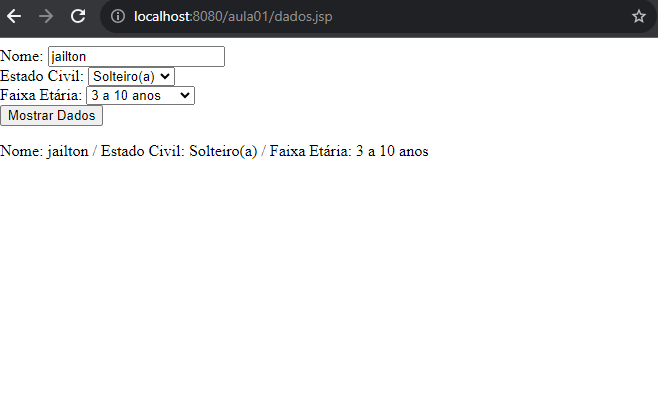 localhost:8080/aula01/dados.jsp
Nome: jailton
Estado Civil: Solteiro(a)
Faixa Etária: 3 a 10 anos
Mostrar Dados
Nome: jailton / Estado Civil: Solteiro(a) / Faixa Etária: 3 a 10 anos